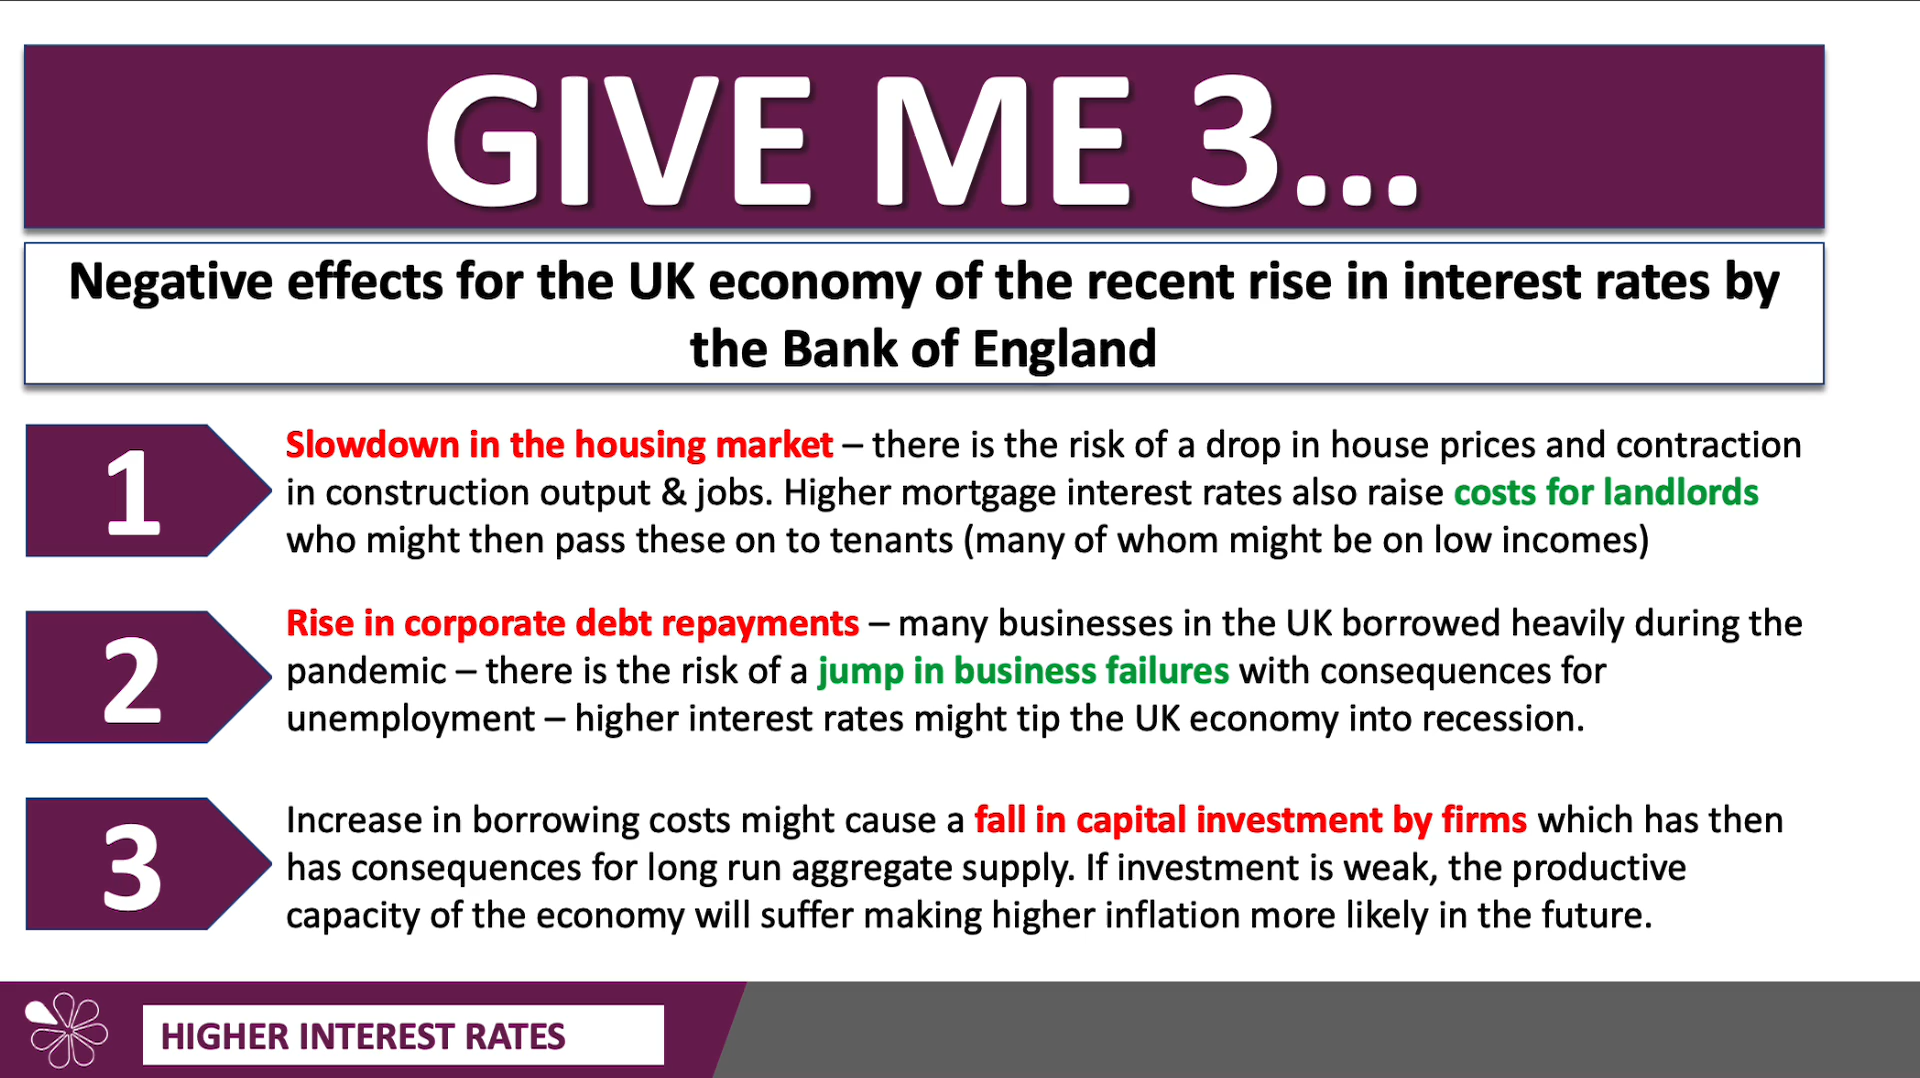 GIVE ME 3...
Negative effects for the UK economy of the recent rise in interest rates by
the Bank of England
1
Slowdown in the housing market – there is the risk of a drop in house prices and contraction
in construction output & jobs. Higher mortgage interest rates also raise costs for landlords
who might then pass these on to tenants (many of whom might be on low incomes)
2
Rise in corporate debt repayments – many businesses in the UK borrowed heavily during the
pandemic – there is the risk of a jump in business failures with consequences for
unemployment – higher interest rates might tip the UK economy into recession.
3
Increase in borrowing costs might cause a fall in capital investment by firms which has then
has consequences for long run aggregate supply. If investment is weak, the productive
capacity of the economy will suffer making higher inflation more likely in the future.
HIGHER INTEREST RATES